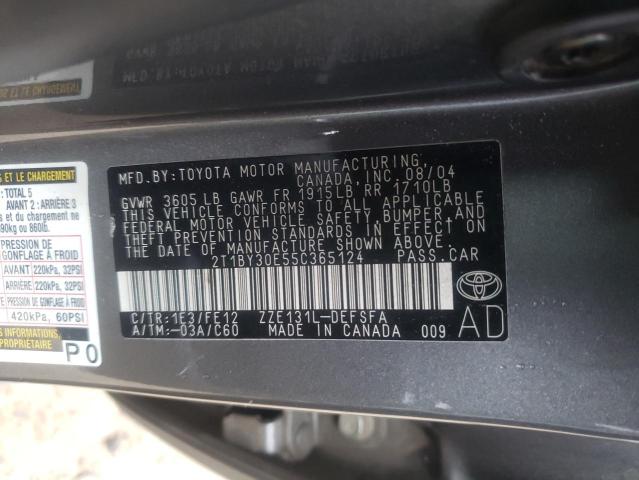 MFD.BY:TOYOTA MOTOR MANUFACTURING,
CANADA, INC. 08/04
GVWR 3605 LB GAWR FR 1915LB RR 1710LB
THIS VEHICLE CONFORMS TO ALL APPLICABLE
FEDERAL MOTOR VEHICLE SAFETY,BUMPER,AND
THEFT PREVENTION STANDARDS IN EFFECT ON
THE DATE OF MANUFACTURE SHOWN ABOVE.
2T1BY30E55C365124 PASS.CAR
C/TR:1E3/FE12 ZZE131L-DEFSFA
A/TM:-03A/C60 MADE IN CANADA 009
AD
S ET LE CHARGEMENT
: TOTAL 5
AVANT 2 : ARRIÈRE 3
s et du chargement ne
90kg or 860lb.
PRESSION DE
GONFLAGE À FROID
AVANT 220kPa, 32PSI
ARRIÈRE 220kPa, 32PSI
420kPa, 60PSI
PROPRIETAIRE
P0